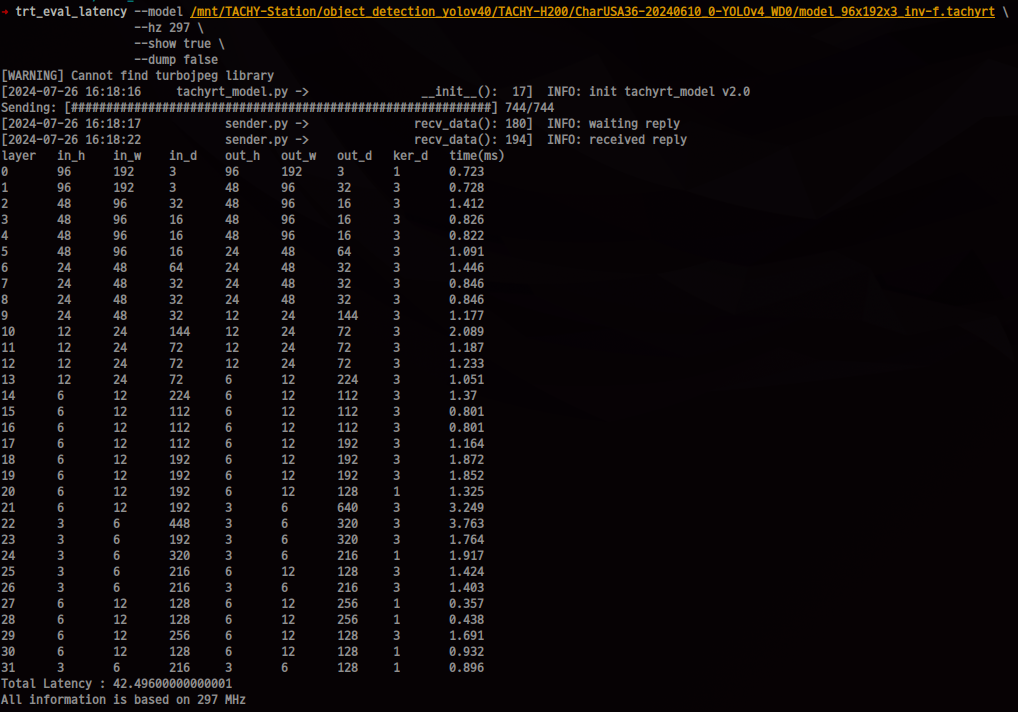 → trt_eval_latency --model /mnt/TACHY-Station/object_detection_yolov40/TACHY-H200/CharUSA36-20240610_0-YOLOv4_WD0/model_96x192x3_inv-f.tachyrt \
--hz 297 \
--show true \
--dump false
[WARNING] Cannot find turbojpeg library
[2024-07-26 16:18:16 tachyrt_model.py -> __init__(): 17] INFO: init tachyrt_model v2.0
Sending: [############################################################] 744/744
[2024-07-26 16:18:17 sender.py -> recv_data(): 180] INFO: waiting reply
[2024-07-26 16:18:22 sender.py -> recv_data(): 194] INFO: received reply
layer in_h in_w in_d out_h out_w out_d ker_d time(ms)
0 96 192 3 96 192 3 1 0.723
1 96 192 3 48 96 32 3 0.728
2 48 96 32 48 96 16 3 1.412
3 48 96 16 48 96 16 3 0.826
4 48 96 16 48 96 16 3 0.822
5 48 96 16 24 48 64 3 1.091
6 24 48 64 24 48 32 3 1.446
7 24 48 32 24 48 32 3 0.846
8 24 48 32 24 48 32 3 0.846
9 24 48 32 12 24 144 3 1.177
10 12 24 144 12 24 72 3 2.089
11 12 24 72 12 24 72 3 1.187
12 12 24 72 12 24 72 3 1.233
13 12 24 72 6 12 224 3 1.051
14 6 12 224 6 12 112 3 1.37
15 6 12 112 6 12 112 3 0.801
16 6 12 112 6 12 112 3 0.801
17 6 12 112 6 12 192 3 1.164
18 6 12 192 6 12 192 3 1.872
19 6 12 192 6 12 192 3 1.852
20 6 12 192 6 12 128 1 1.325
21 6 12 192 3 6 640 3 3.249
22 3 6 448 3 6 320 3 3.763
23 3 6 192 3 6 320 3 1.764
24 3 6 320 3 6 216 1 1.917
25 3 6 216 6 12 128 3 1.424
26 3 6 216 3 6 216 3 1.403
27 6 12 128 6 12 256 1 0.357
28 6 12 128 6 12 256 1 0.438
29 6 12 256 6 12 128 3 1.691
30 6 12 128 6 12 128 1 0.932
31 3 6 216 3 6 128 1 0.896
Total Latency : 42.49600000000001
All information is based on 297 MHz